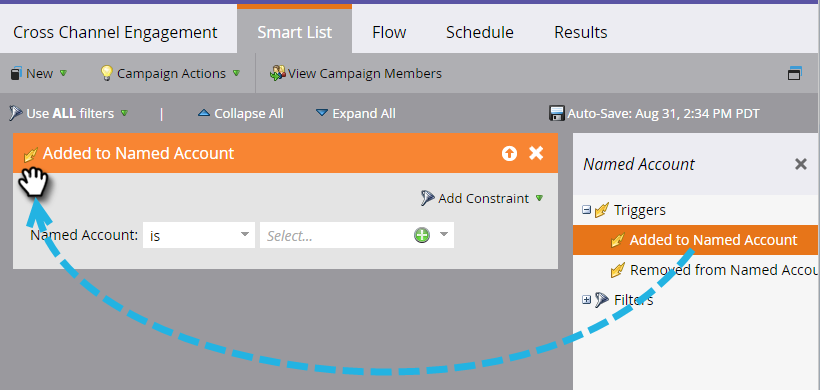 Cross Channel Engagement Smart List Flow Schedule Results
New Campaign Actions View Campaign Members
Use ALL filters | Collapse All Expand All Auto-Save: Aug 31, 2:34 PM PDT
Added to Named Account
Add Constraint
Named Account: is Select...
Named Account
Triggers
Added to Named Account
Removed from Named Accou
Filters